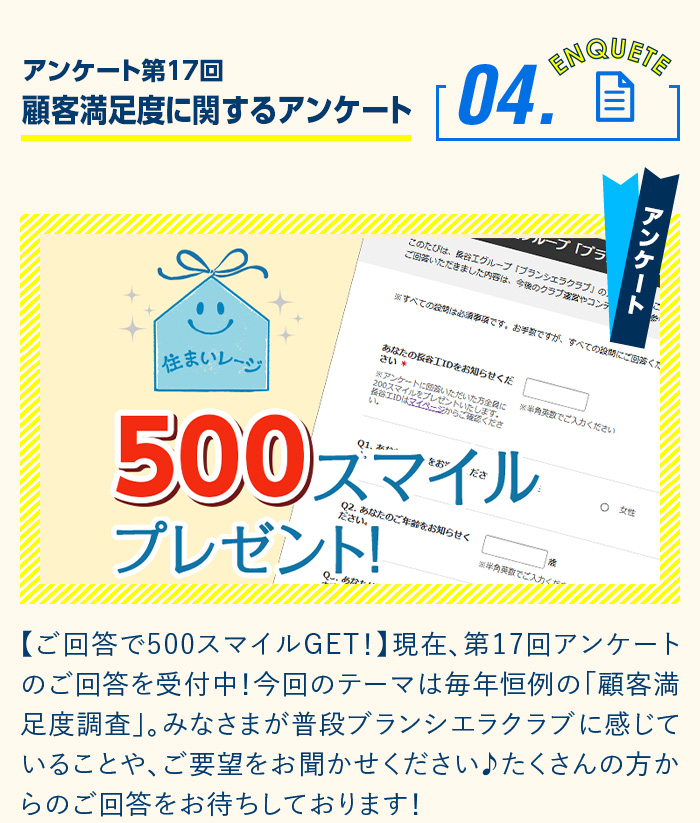 アンケート第17回
顧客満足度に関するアンケート
04.
ENQUETE
アンケート
住まいレージ
500スマイル
プレゼント!
グループ「ブラ
このたびは、長谷工グループ「ブランシエラクラブ」の
ご回答いただきました内容は、今後のクラブ運営やコンテ
※すべての設問は必須事項です。お手数ですが、すべての設問にご回答くだ
あなたの長谷工IDをお知らせくだ
さい *
※アンケートに回答いただいた方全員に
200スマイルをプレゼントいたします。
長谷工IDはマイページからご確認くださ
い。
※半角英数でご入力ください
Q1. あなた
をお
ださ
女性
Q2. あなたのご年齢をお知らせく
ださい。
歳
※半角英数でご入力くださ
【ご回答で500スマイルGET!】現在、第17回アンケート
のご回答を受付中!今回のテーマは毎年恒例の「顧客満
足度調査」。みなさまが普段ブランシエラクラブに感じて
いることや、ご要望をお聞かせください♪たくさんの方か
らのご回答をお待ちしております!